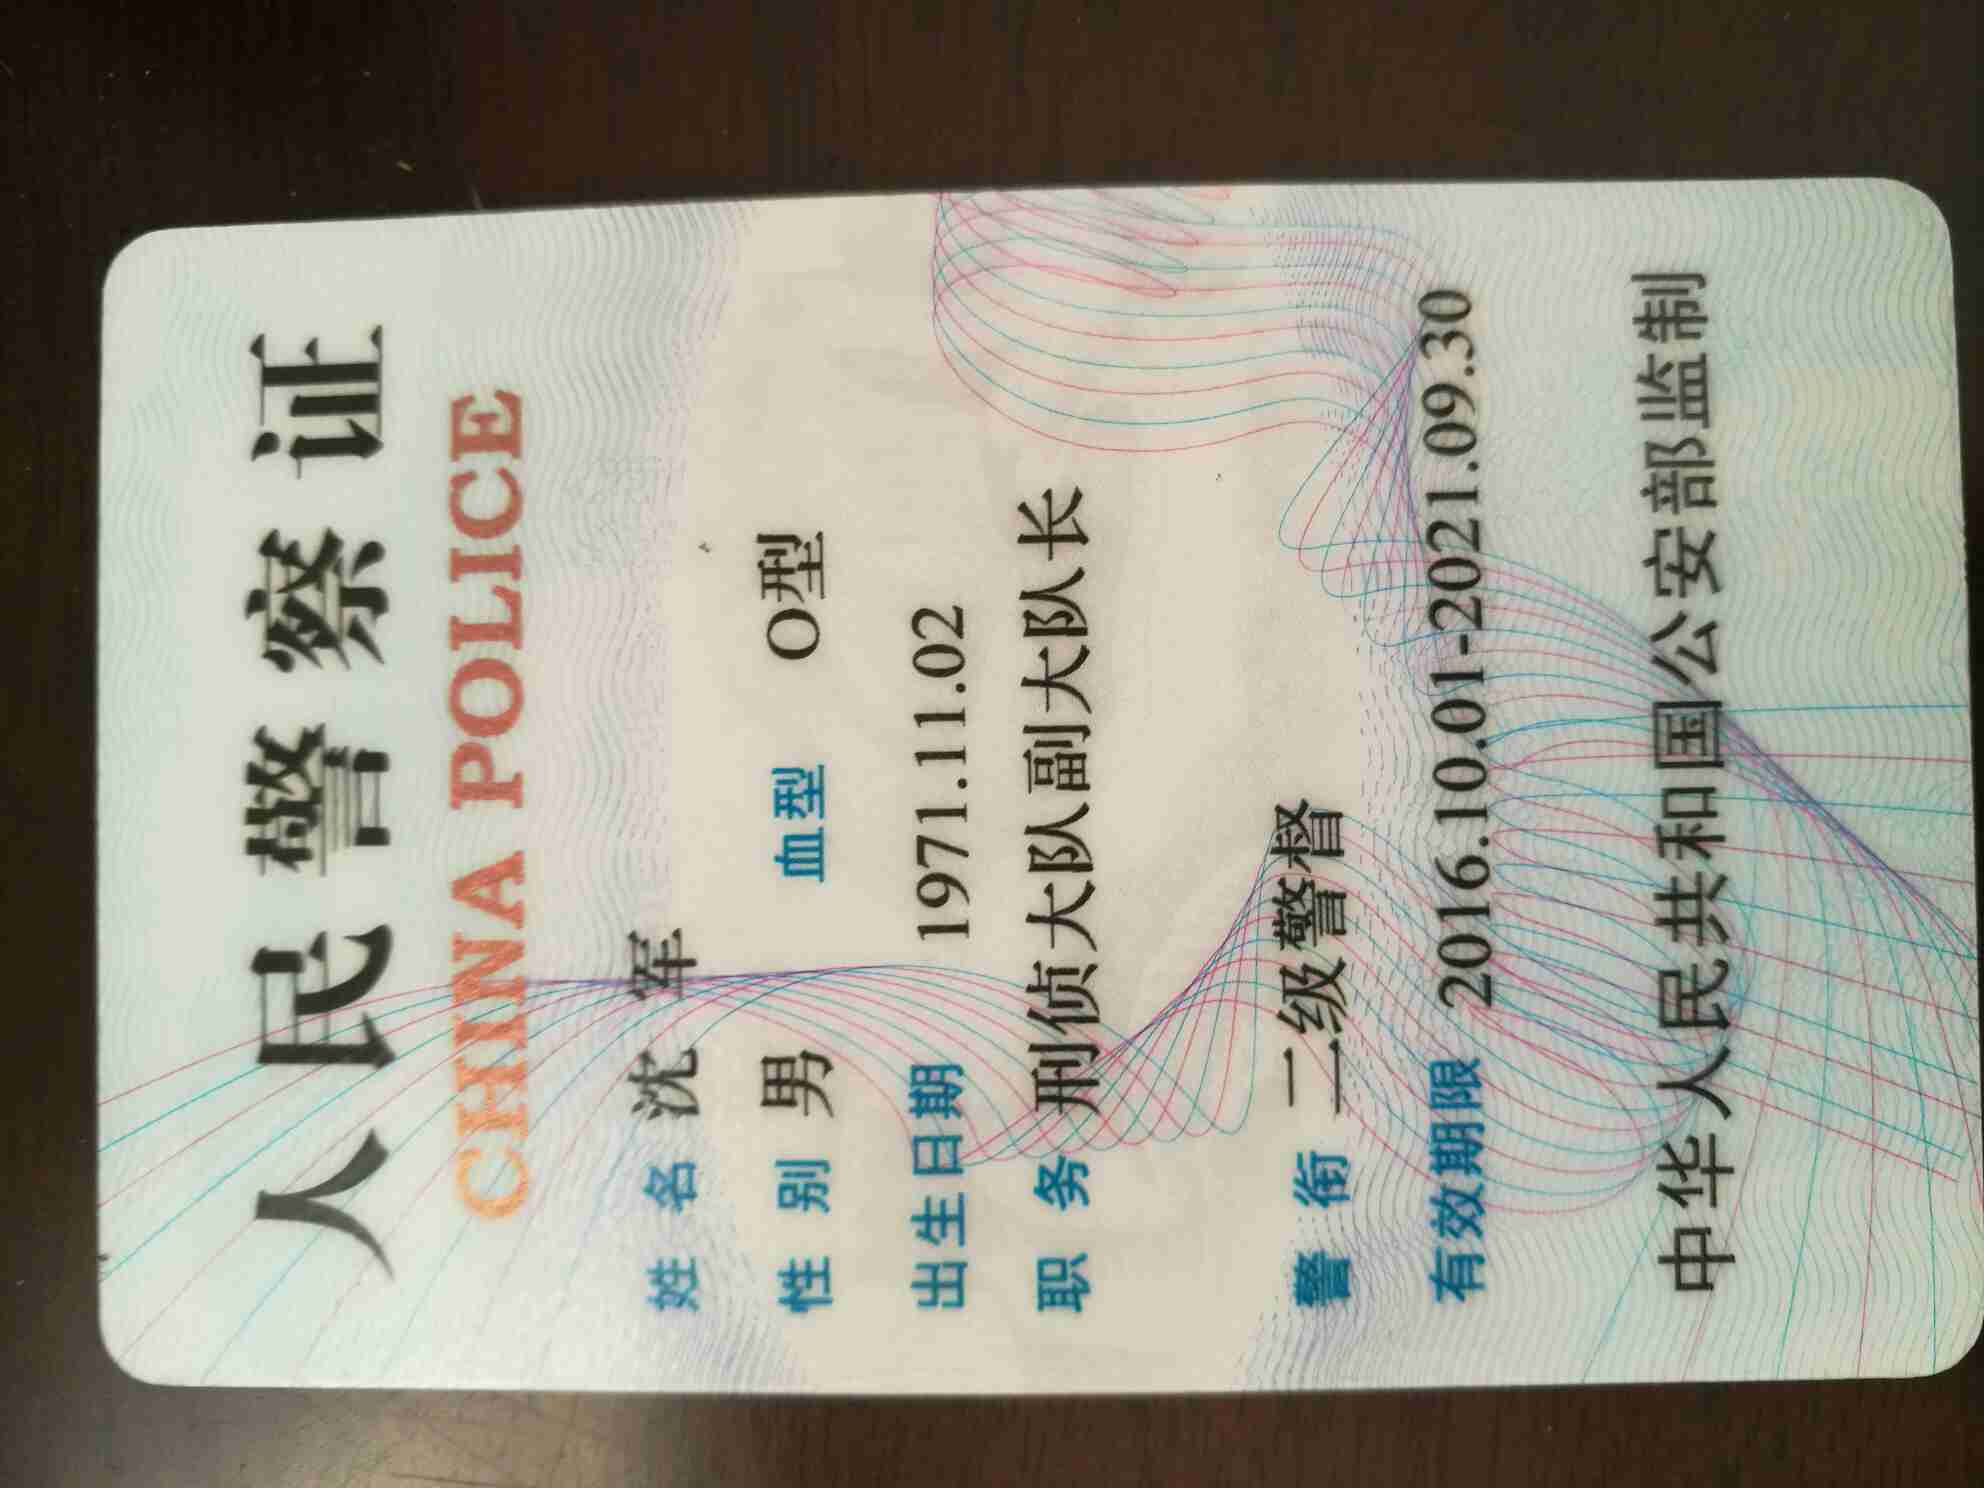 人民警察证
CHINA POLICE
姓名 沈军
性别 男 血型 O型
出生日期 1971.11.02
职务 刑侦大队副大队长
警衔 二级警督
有效期限 2016.10.01-2021.09.30
中华人民共和国公安部监制